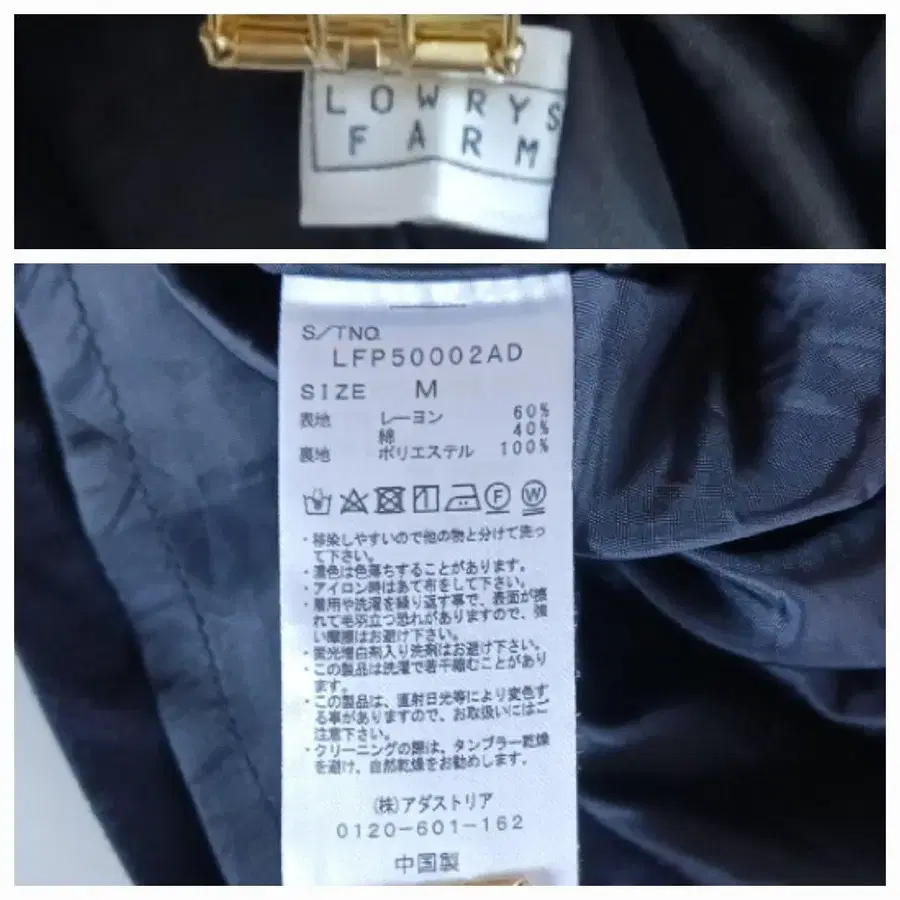 LOWRYS
FARM
S/TNO.
LFP50002AD
SIZE M
表地 レーヨン 60%
綿 40%
裏地 ポリエステル 100%
F W
・移染しやすいので他の物と分けて洗っ
て下さい。
・濃色は色落ちすることがあります。
・アイロン時はあて布をして下さい。
・着用や洗濯を繰り返す事で、表面が擦
れて毛羽立つ恐れがありますので、強
い摩擦はお避け下さい。
・蛍光増白剤入り洗剤はお避け下さい。
・この製品は洗濯で若干縮むことがあり
ます。
・この製品は、直射日光等により変色す
る事がありますので、お取扱いにはご
注意下さい。
・クリーニングの際は、タンブラー乾燥
を避け、自然乾燥をお勧めします。
(株)アダストリア
0120-601-162
中国製